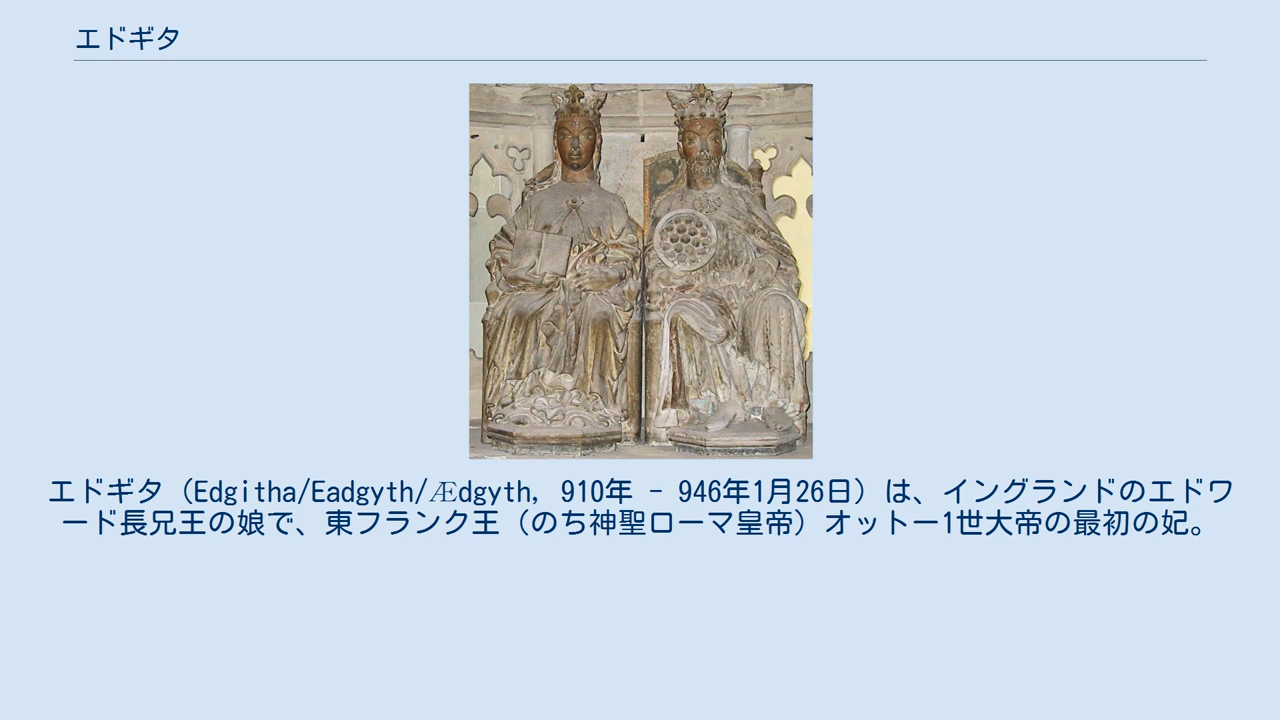 エドギタ
エドギタ（Edgitha/Eadgyth/Ædgyth, 910年 - 946年1月26日）は、イングランドのエドワ
ード長兄王の娘で、東フランク王（のち神聖ローマ皇帝）オットー1世大帝の最初の妃。